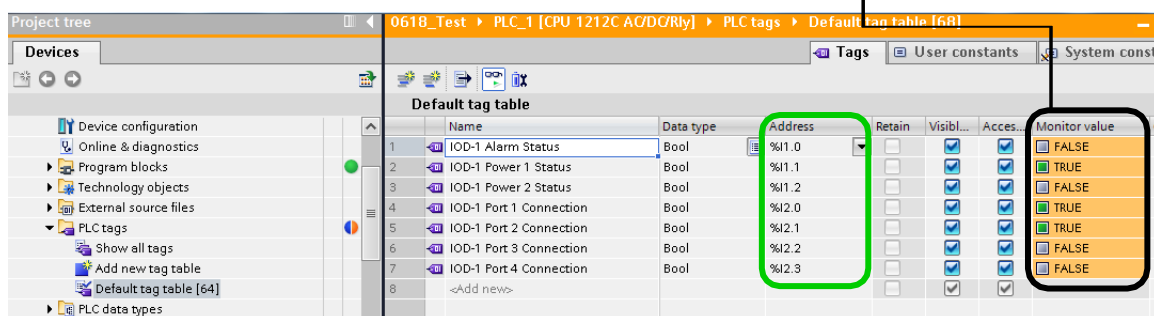 Project tree
0618_Test ▸ PLC_1 [CPU 1212C AC/DC/Rly] ▸ PLC tags ▸ Default tag table [68]
Devices
Tags User constants System const
Default tag table
Device configuration
Online & diagnostics
Program blocks
Technology objects
External source files
PLC tags
Show all tags
Add new tag table
Default tag table [64]
PLC data types
Name Data type Address Retain Visibl... Acces... Monitor value
1 IOD-1 Alarm Status Bool %I1.0 FALSE
2 IOD-1 Power 1 Status Bool %I1.1 TRUE
3 IOD-1 Power 2 Status Bool %I1.2 FALSE
4 IOD-1 Port 1 Connection Bool %I2.0 TRUE
5 IOD-1 Port 2 Connection Bool %I2.1 TRUE
6 IOD-1 Port 3 Connection Bool %I2.2 FALSE
7 IOD-1 Port 4 Connection Bool %I2.3 FALSE
8 <Add new>